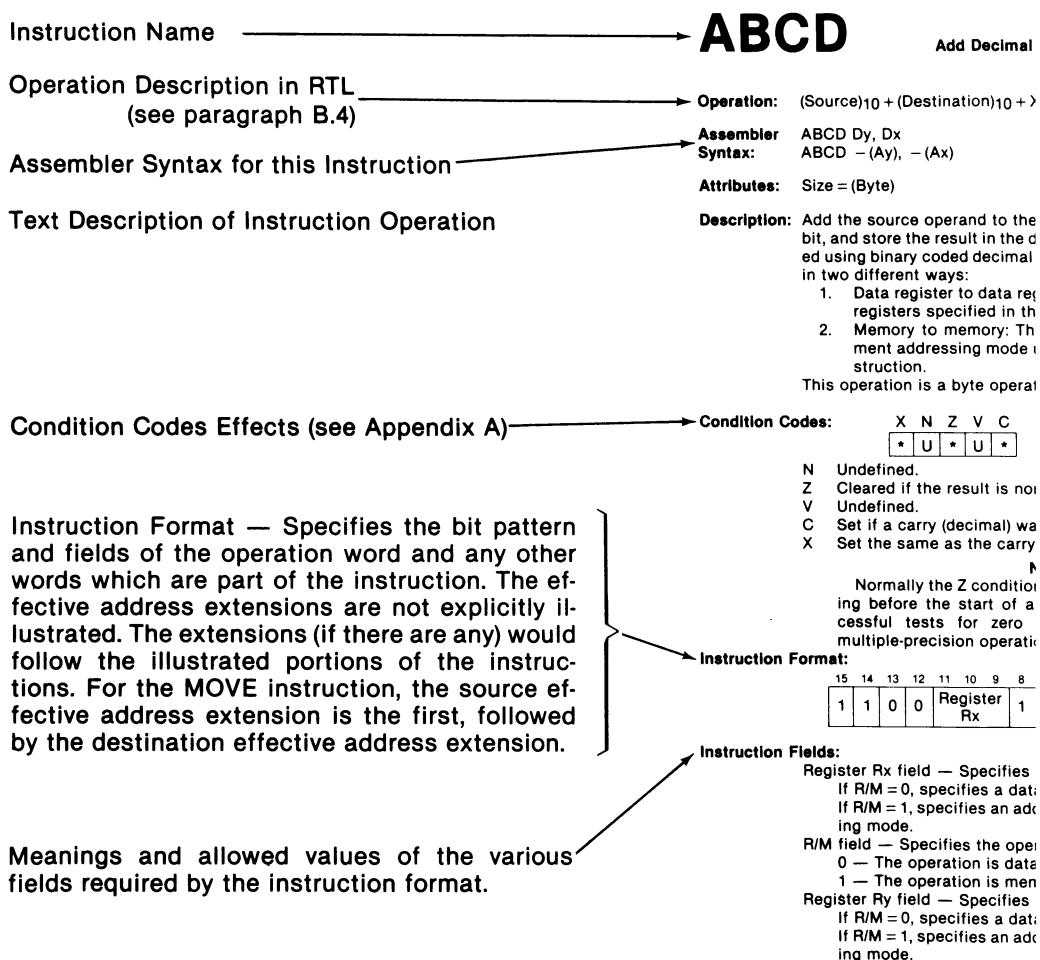 Instruction Name
ABCD
Add Decimal
Operation Description in RTL
(see paragraph B.4)
Operation: (Source)10 + (Destination)10 +
Assembler Syntax for this Instruction
Assembler ABCD Dy, Dx
Syntax: ABCD – (Ay), – (Ax)
Attributes: Size = (Byte)
Text Description of Instruction Operation
Description: Add the source operand to the
bit, and store the result in the
ed using binary coded decimal
in two different ways:
1. Data register to data
registers specified in
2. Memory to memory:
ment addressing mode
struction.
This operation is a byte
Condition Codes Effects (see Appendix A)
Condition Codes: X N Z V C
* U * U *
N Undefined.
Z Cleared if the result is
V Undefined.
C Set if a carry (decimal)
X Set the same as the carry
Normally the Z
ing before the start of a
cessful tests for zero
multiple-precision
Instruction Format — Specifies the bit pattern
and fields of the operation word and any other
words which are part of the instruction. The ef-
fective address extensions are not explicitly il-
lustrated. The extensions (if there are any) would
follow the illustrated portions of the instruc-
tions. For the MOVE instruction, the source ef-
fective address extension is the first, followed
by the destination effective address extension.
Instruction Format:
15 14 13 12 11 10 9 8
1 1 0 0 Register 1
Rx
Meanings and allowed values of the various
fields required by the instruction format.
Instruction Fields:
Register Rx field — Specifies
If R/M = 0, specifies a
If R/M = 1, specifies an
ing mode.
R/M field — Specifies the
0 — The operation is data
1 — The operation is
Register Ry field — Specifies
If R/M = 0, specifies a
If R/M = 1, specifies an
ing mode.